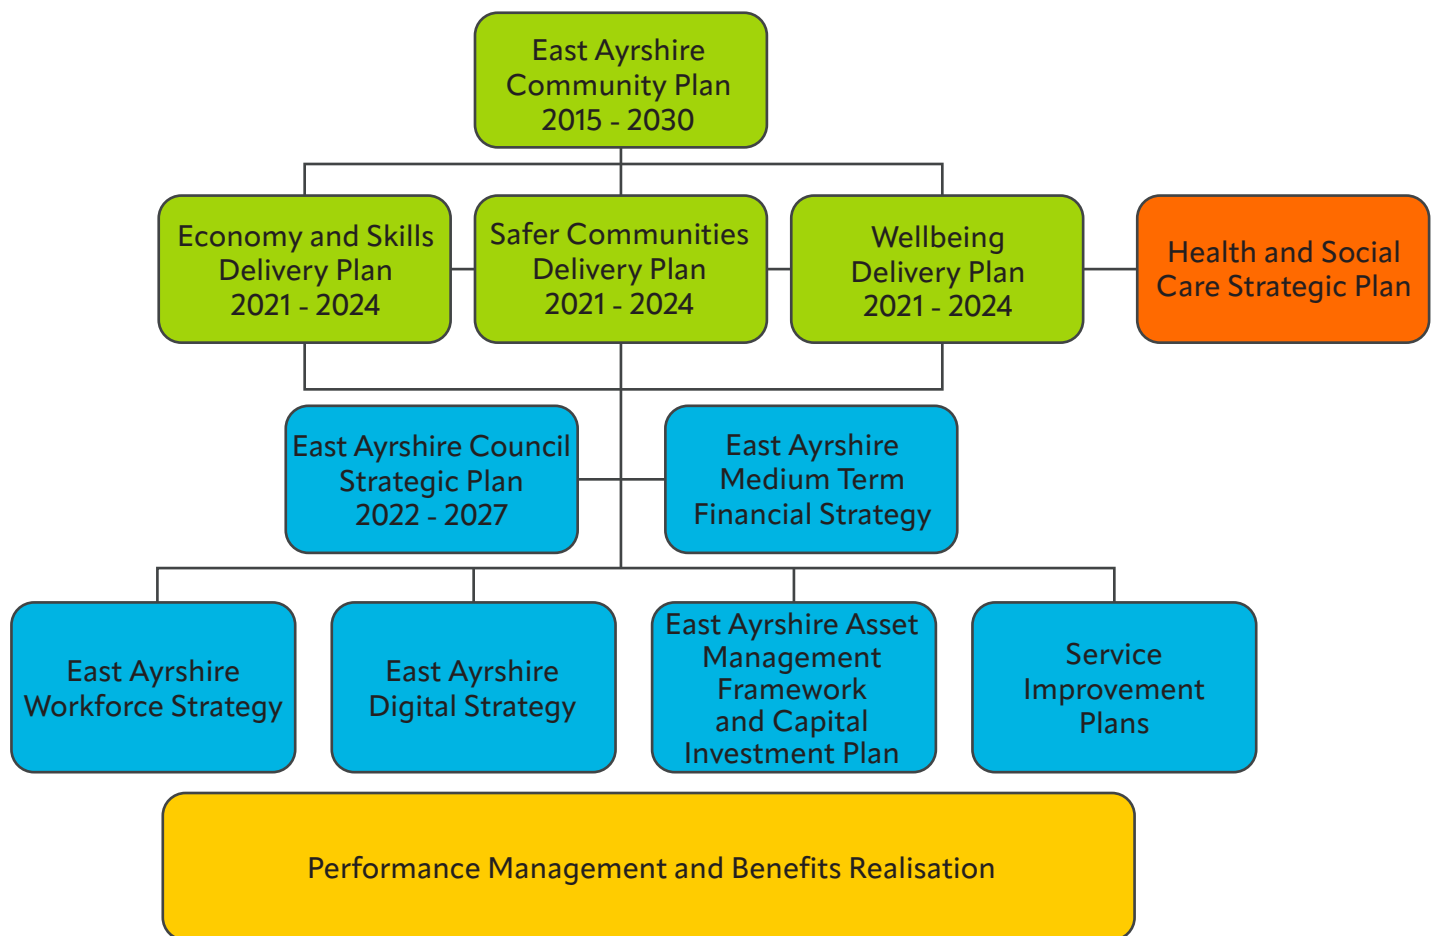 East Ayrshire
Community Plan
2015 - 2030
Economy and Skills
Delivery Plan
2021 - 2024
Safer Communities
Delivery Plan
2021 - 2024
Wellbeing
Delivery Plan
2021 - 2024
Health and Social
Care Strategic Plan
East Ayrshire Council
Strategic Plan
2022 - 2027
East Ayrshire
Medium Term
Financial Strategy
East Ayrshire
Workforce Strategy
East Ayrshire
Digital Strategy
East Ayrshire Asset
Management
Framework
and Capital
Investment Plan
Service
Improvement
Plans
Performance Management and Benefits Realisation